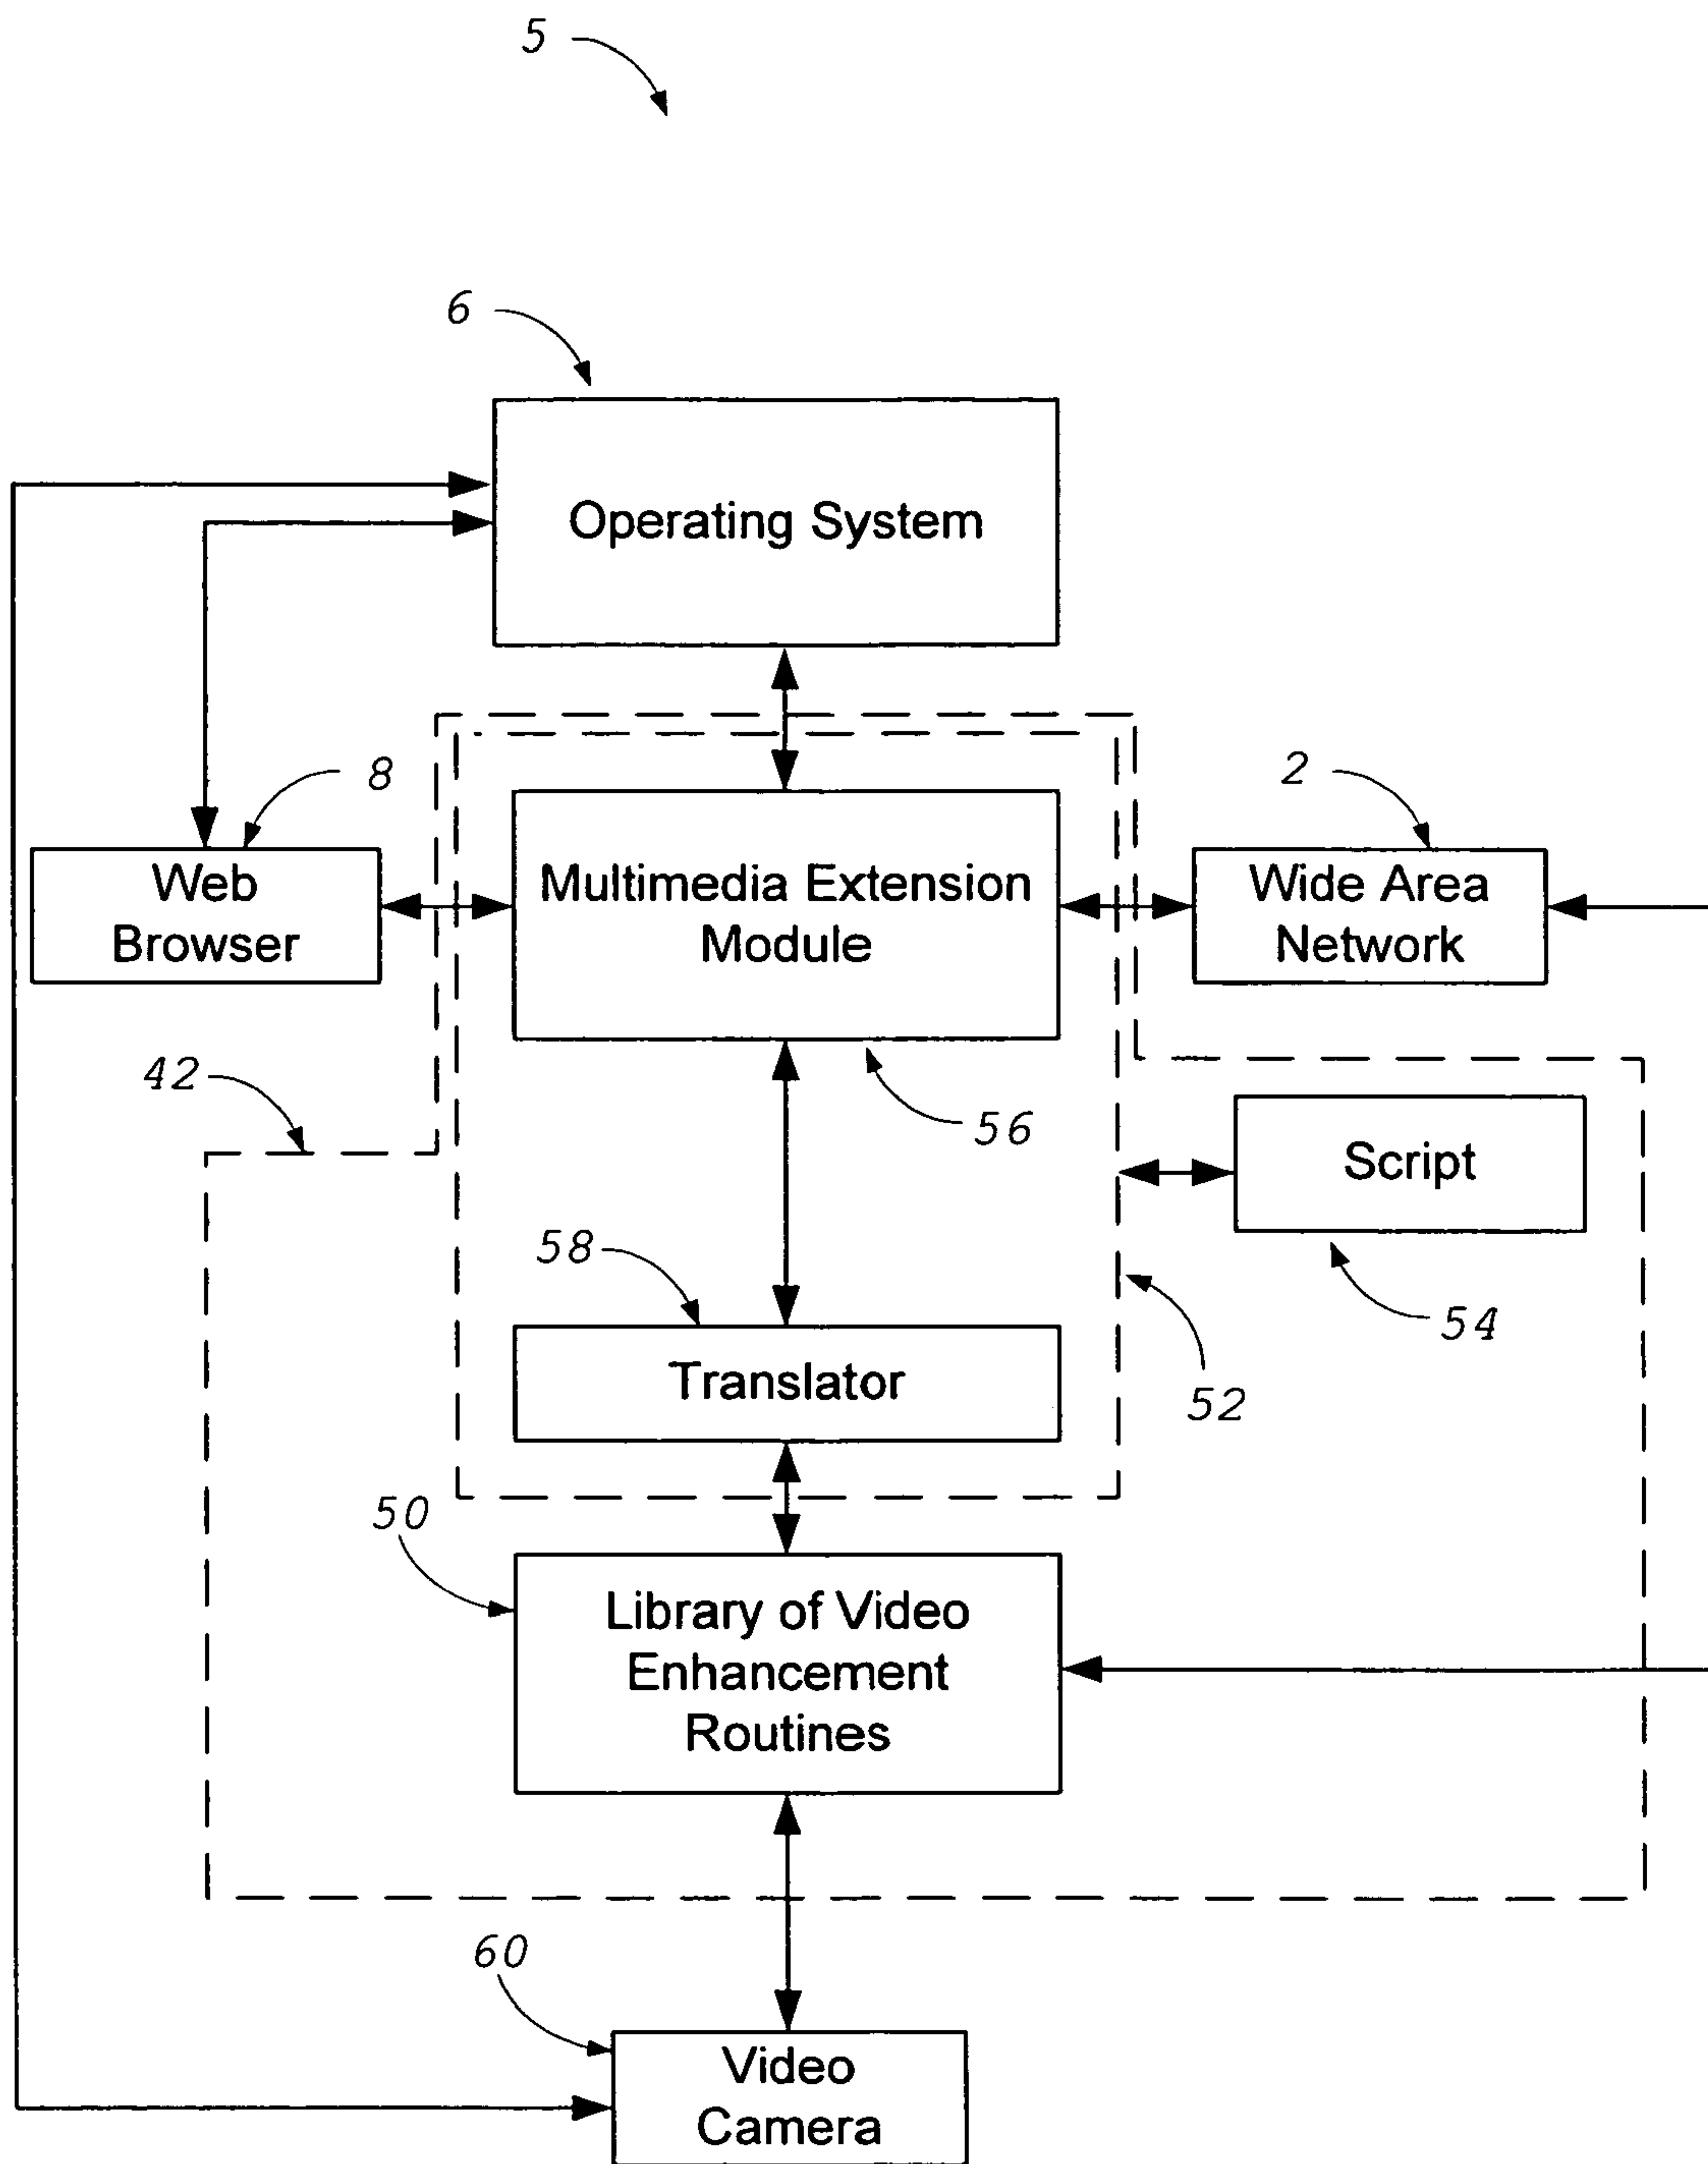 5
6
Operating System
8
2
Web
Browser
Multimedia Extension
Module
Wide Area
Network
42
56
Script
58
54
Translator
52
50
Library of Video
Enhancement
Routines
60
Video
Camera